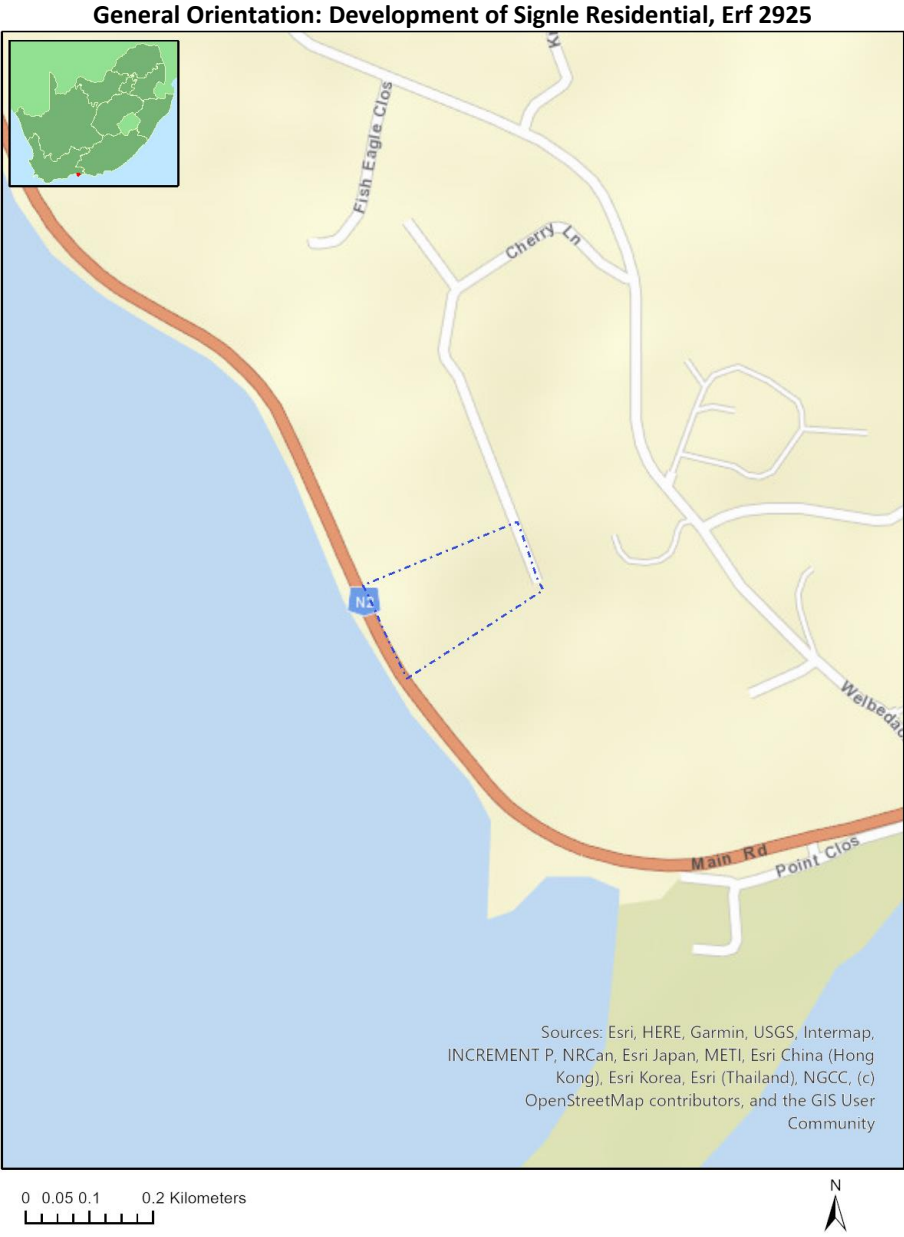 General Orientation: Development of Signle Residential, Erf 2925
Fish Eagle Clos
Cherry Ln
N2
Welbedac
Main Rd
Point Clos
Sources: Esri, HERE, Garmin, USGS, Intermap,
INCREMENT P, NRCan, Esri Japan, METI, Esri China (Hong
Kong), Esri Korea, Esri (Thailand), NGCC, (c)
OpenStreetMap contributors, and the GIS User
Community
0 0.05 0.1 0.2 Kilometers
N